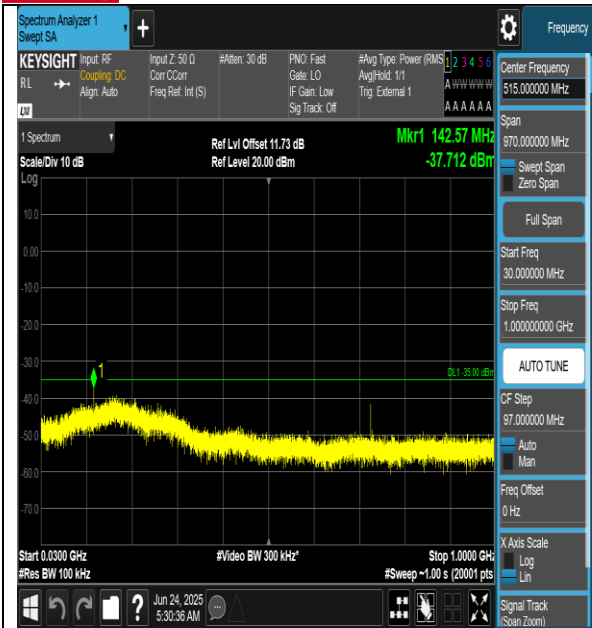 Spectrum Analyzer 1
Swept SA
Frequency
KEYSIGHT
RL
LXI
Input: RF
Coupling: DC
Align: Auto
Input Z: 50 Ω
Corr CCorr
Freq Ref: Int (S)
#Atten: 30 dB
PNO: Fast
Gate: LO
IF Gain: Low
Sig Track: Off
#Avg Type: Power (RMS
Avg|Hold: 1/1
Trig: External 1
1 2 3 4 5 6
A W W W W W
A A A A A A
1 Spectrum
Scale/Div 10 dB
Log
Ref Lvl Offset 11.73 dB
Ref Level 20.00 dBm
Mkr1 142.57 MHz
-37.712 dBm
10.0
0.00
-10.0
-20.0
-30.0
-40.0
-50.0
-60.0
-70.0
1
DL1 -35.00 dBm
Start 0.0300 GHz
#Res BW 100 kHz
#Video BW 300 kHz*
Stop 1.0000 GHz
#Sweep ~1.00 s (20001 pts
Jun 24, 2025
5:30:36 AM
Center Frequency
515.000000 MHz
Span
970.000000 MHz
Swept Span
Zero Span
Full Span
Start Freq
30.000000 MHz
Stop Freq
1.000000000 GHz
AUTO TUNE
CF Step
97.000000 MHz
Auto
Man
Freq Offset
0 Hz
X Axis Scale
Log
Lin
Signal Track
(Span Zoom)